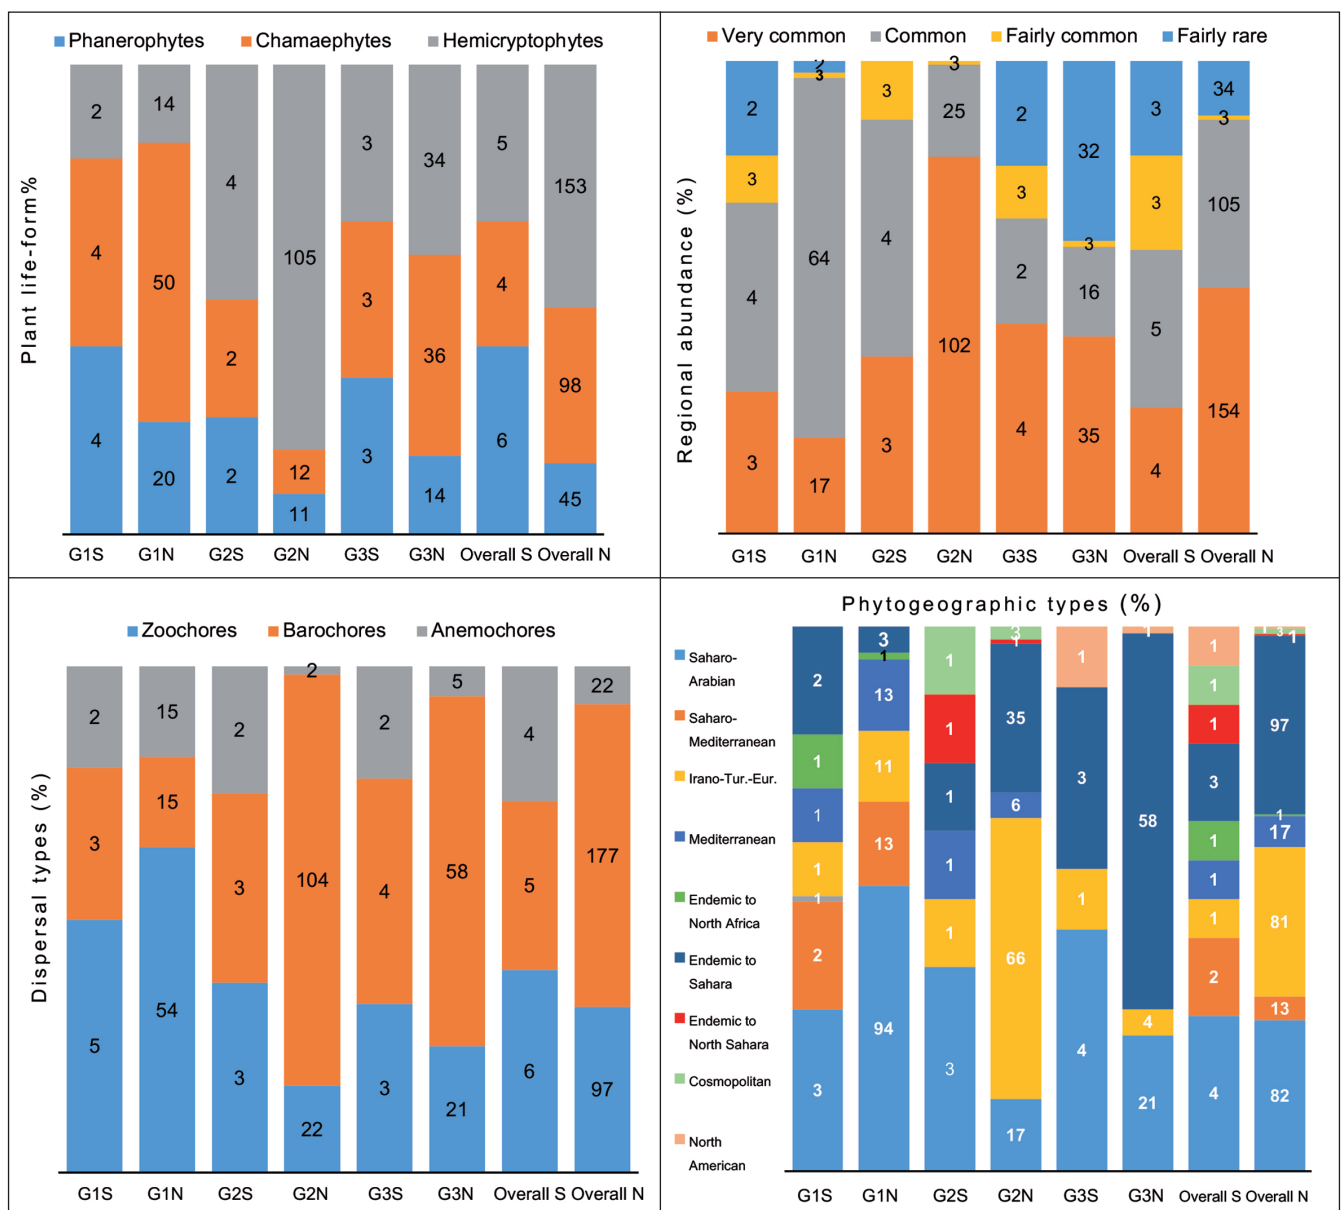 Phanerophytes Chamaephytes Hemicryptophytes
Plant life-form%
2 14 4 105 3 34 5 153
4 50 2 12 3 36 4 98
4 20 2 11 3 14 6 45
G1S G1N G2S G2N G3S G3N Overall S Overall N
Very common Common Fairly common Fairly rare
Regional abundance (%)
2 2 3 3 2 32 3 34
3 3 4 25 3 3 3 3
4 64 3 102 2 16 5 105
3 17 4 35 4 154
G1S G1N G2S G2N G3S G3N Overall S Overall N
Zoochores Barochores Anemochores
Dispersal types (%)
2 15 2 2 2 5 4 22
3 15 3 104 4 58 5 177
5 54 3 22 3 21 6 97
G1S G1N G2S G2N G3S G3N Overall S Overall N
Phytogeographic types (%)
Saharo-
Arabian
Saharo-
Mediterranean
Irano-Tur.-Eur.
Mediterranean
Endemic to
North Africa
Endemic to
Sahara
Endemic to
North Sahara
Cosmopolitan
North
American
2 1 1 1 1 2 3
3 1 13 11 13 94
1 1 1 1 1 3
3 1 35 6 66 17
1 3 1 4
1 58 4 21
1 1 1 3 1 1 1 2 4
1 3 1 97 1 17 81 13 82
G1S G1N G2S G2N G3S G3N Overall S Overall N